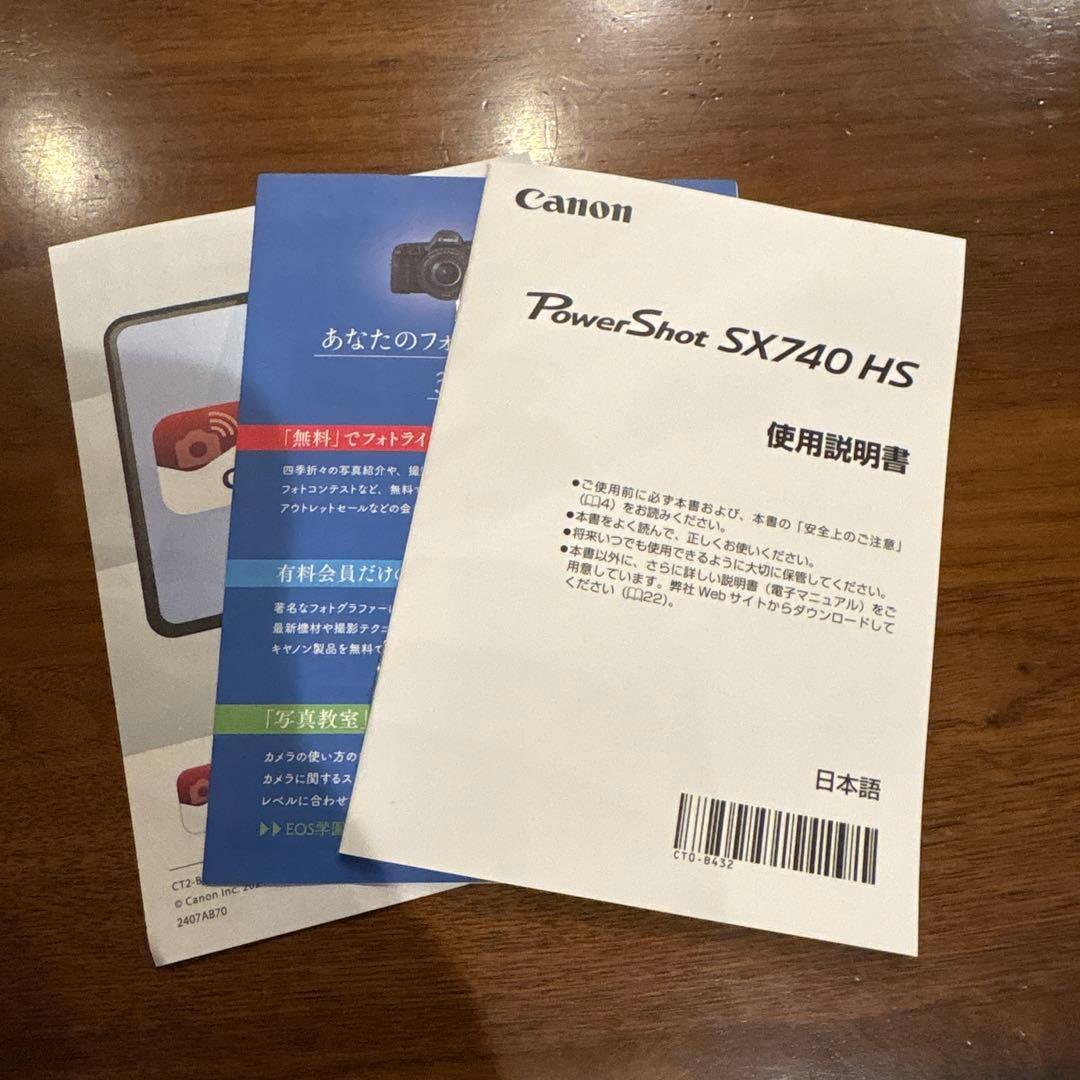 Canon
PowerShot SX740 HS
使用説明書
●ご使用前に必ず本書および、本書の「安全上のご注意」
(📖4)をお読みください。
●本書をよく読んで、正しくお使いください。
●将来いつでも使用できるように大切に保管してください。
●本書以外に、さらに詳しい説明書(電子マニュアル)をご
用意しています。弊社 Web サイトからダウンロードして
ください(📖22)。
日本語
CT0-B432
あなたのフォ
「無料」でフォトライ
四季折々の写真紹介や、撮
フォトコンテストなど、無料で
アウトレットセールなどの会
有料会員だけの
著名なフォトグラファーに
最新機材や撮影テクニ
キヤノン製品を無料で
「写真教室」
カメラの使い方の
カメラに関するス
レベルに合わせ
▶▶EOS学園
CT2-B
© Canon Inc. 20
2407AB70